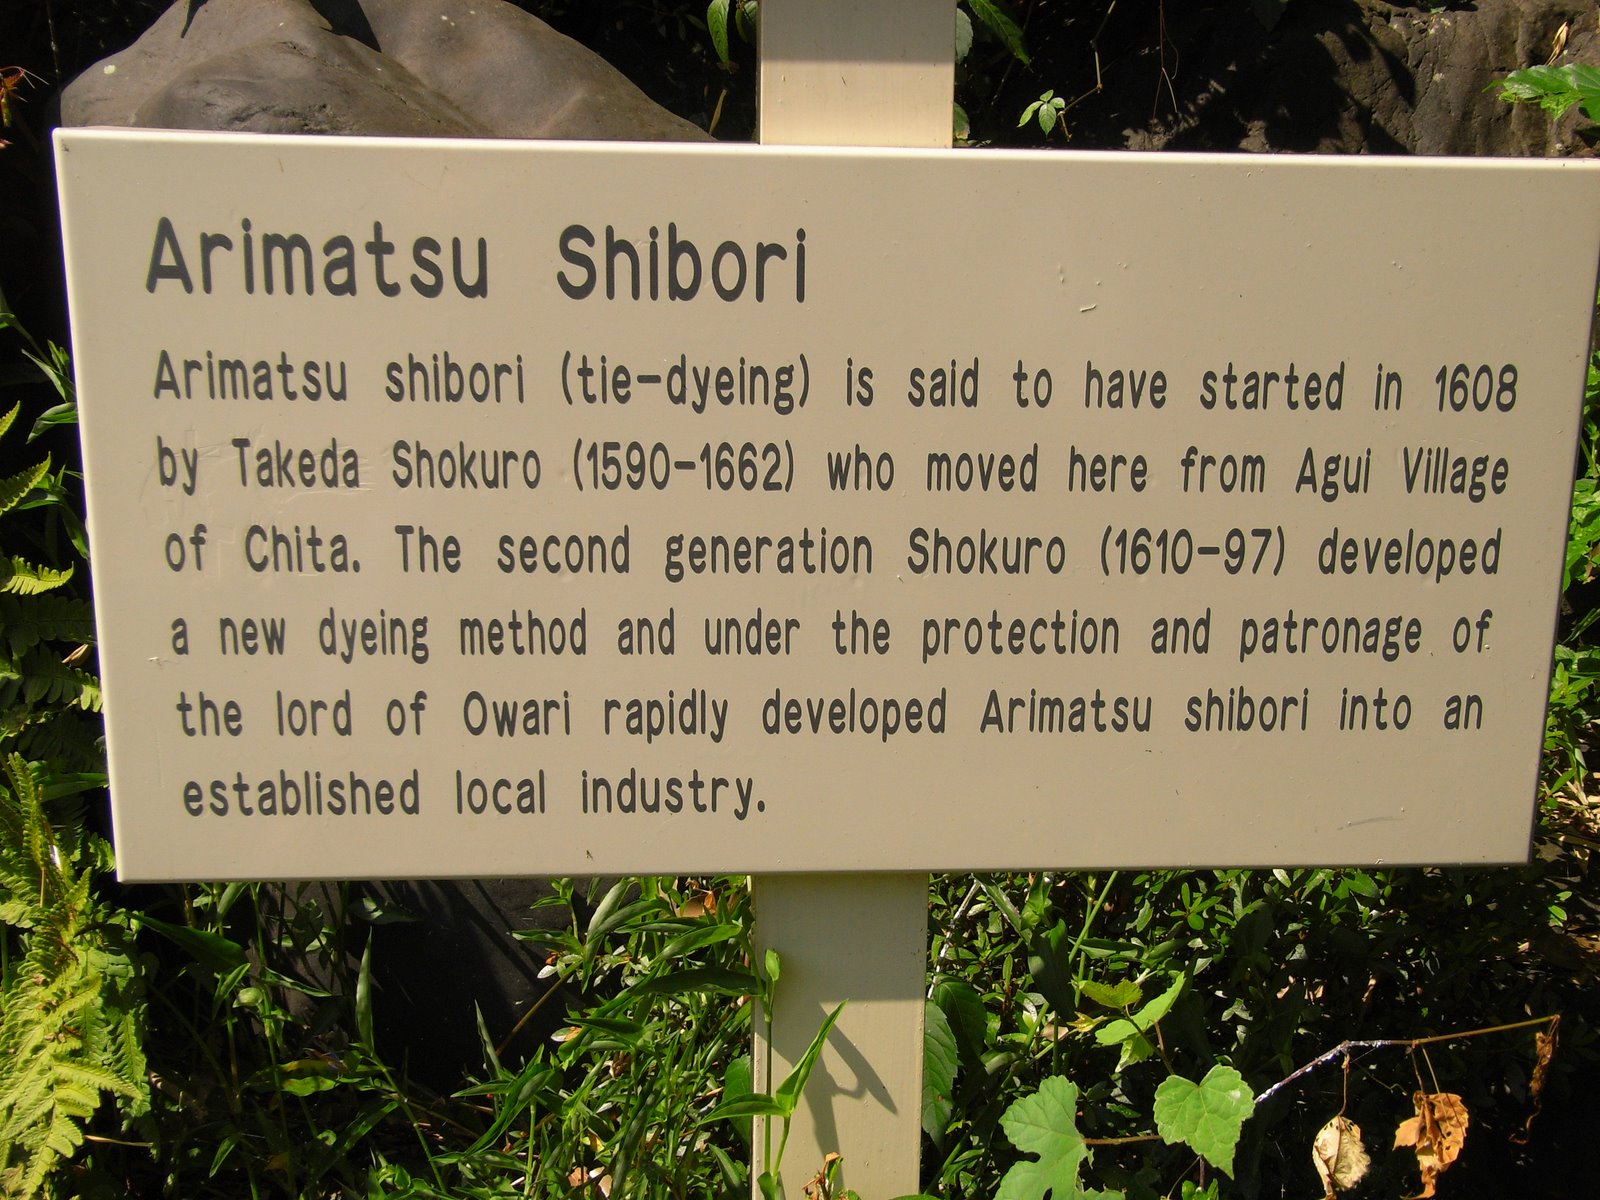 Arimatsu Shibori
Arimatsu shibori (tie-dyeing) is said to have started in 1608
by Takeda Shokuro (1590-1662) who moved here from Agui Village
of Chita. The second generation Shokuro (1610-97) developed
a new dyeing method and under the protection and patronage of
the lord of Owari rapidly developed Arimatsu shibori into an
established local industry.